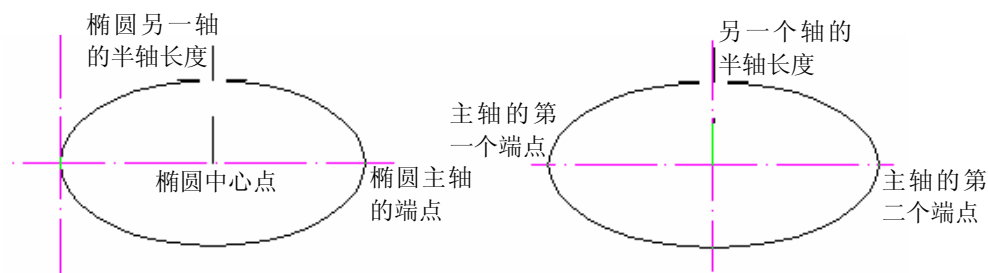 椭圆另一轴
的半轴长度
椭圆中心点
椭圆主轴
的端点
另一个轴的
半轴长度
主轴的第
一个端点
主轴的第
二个端点